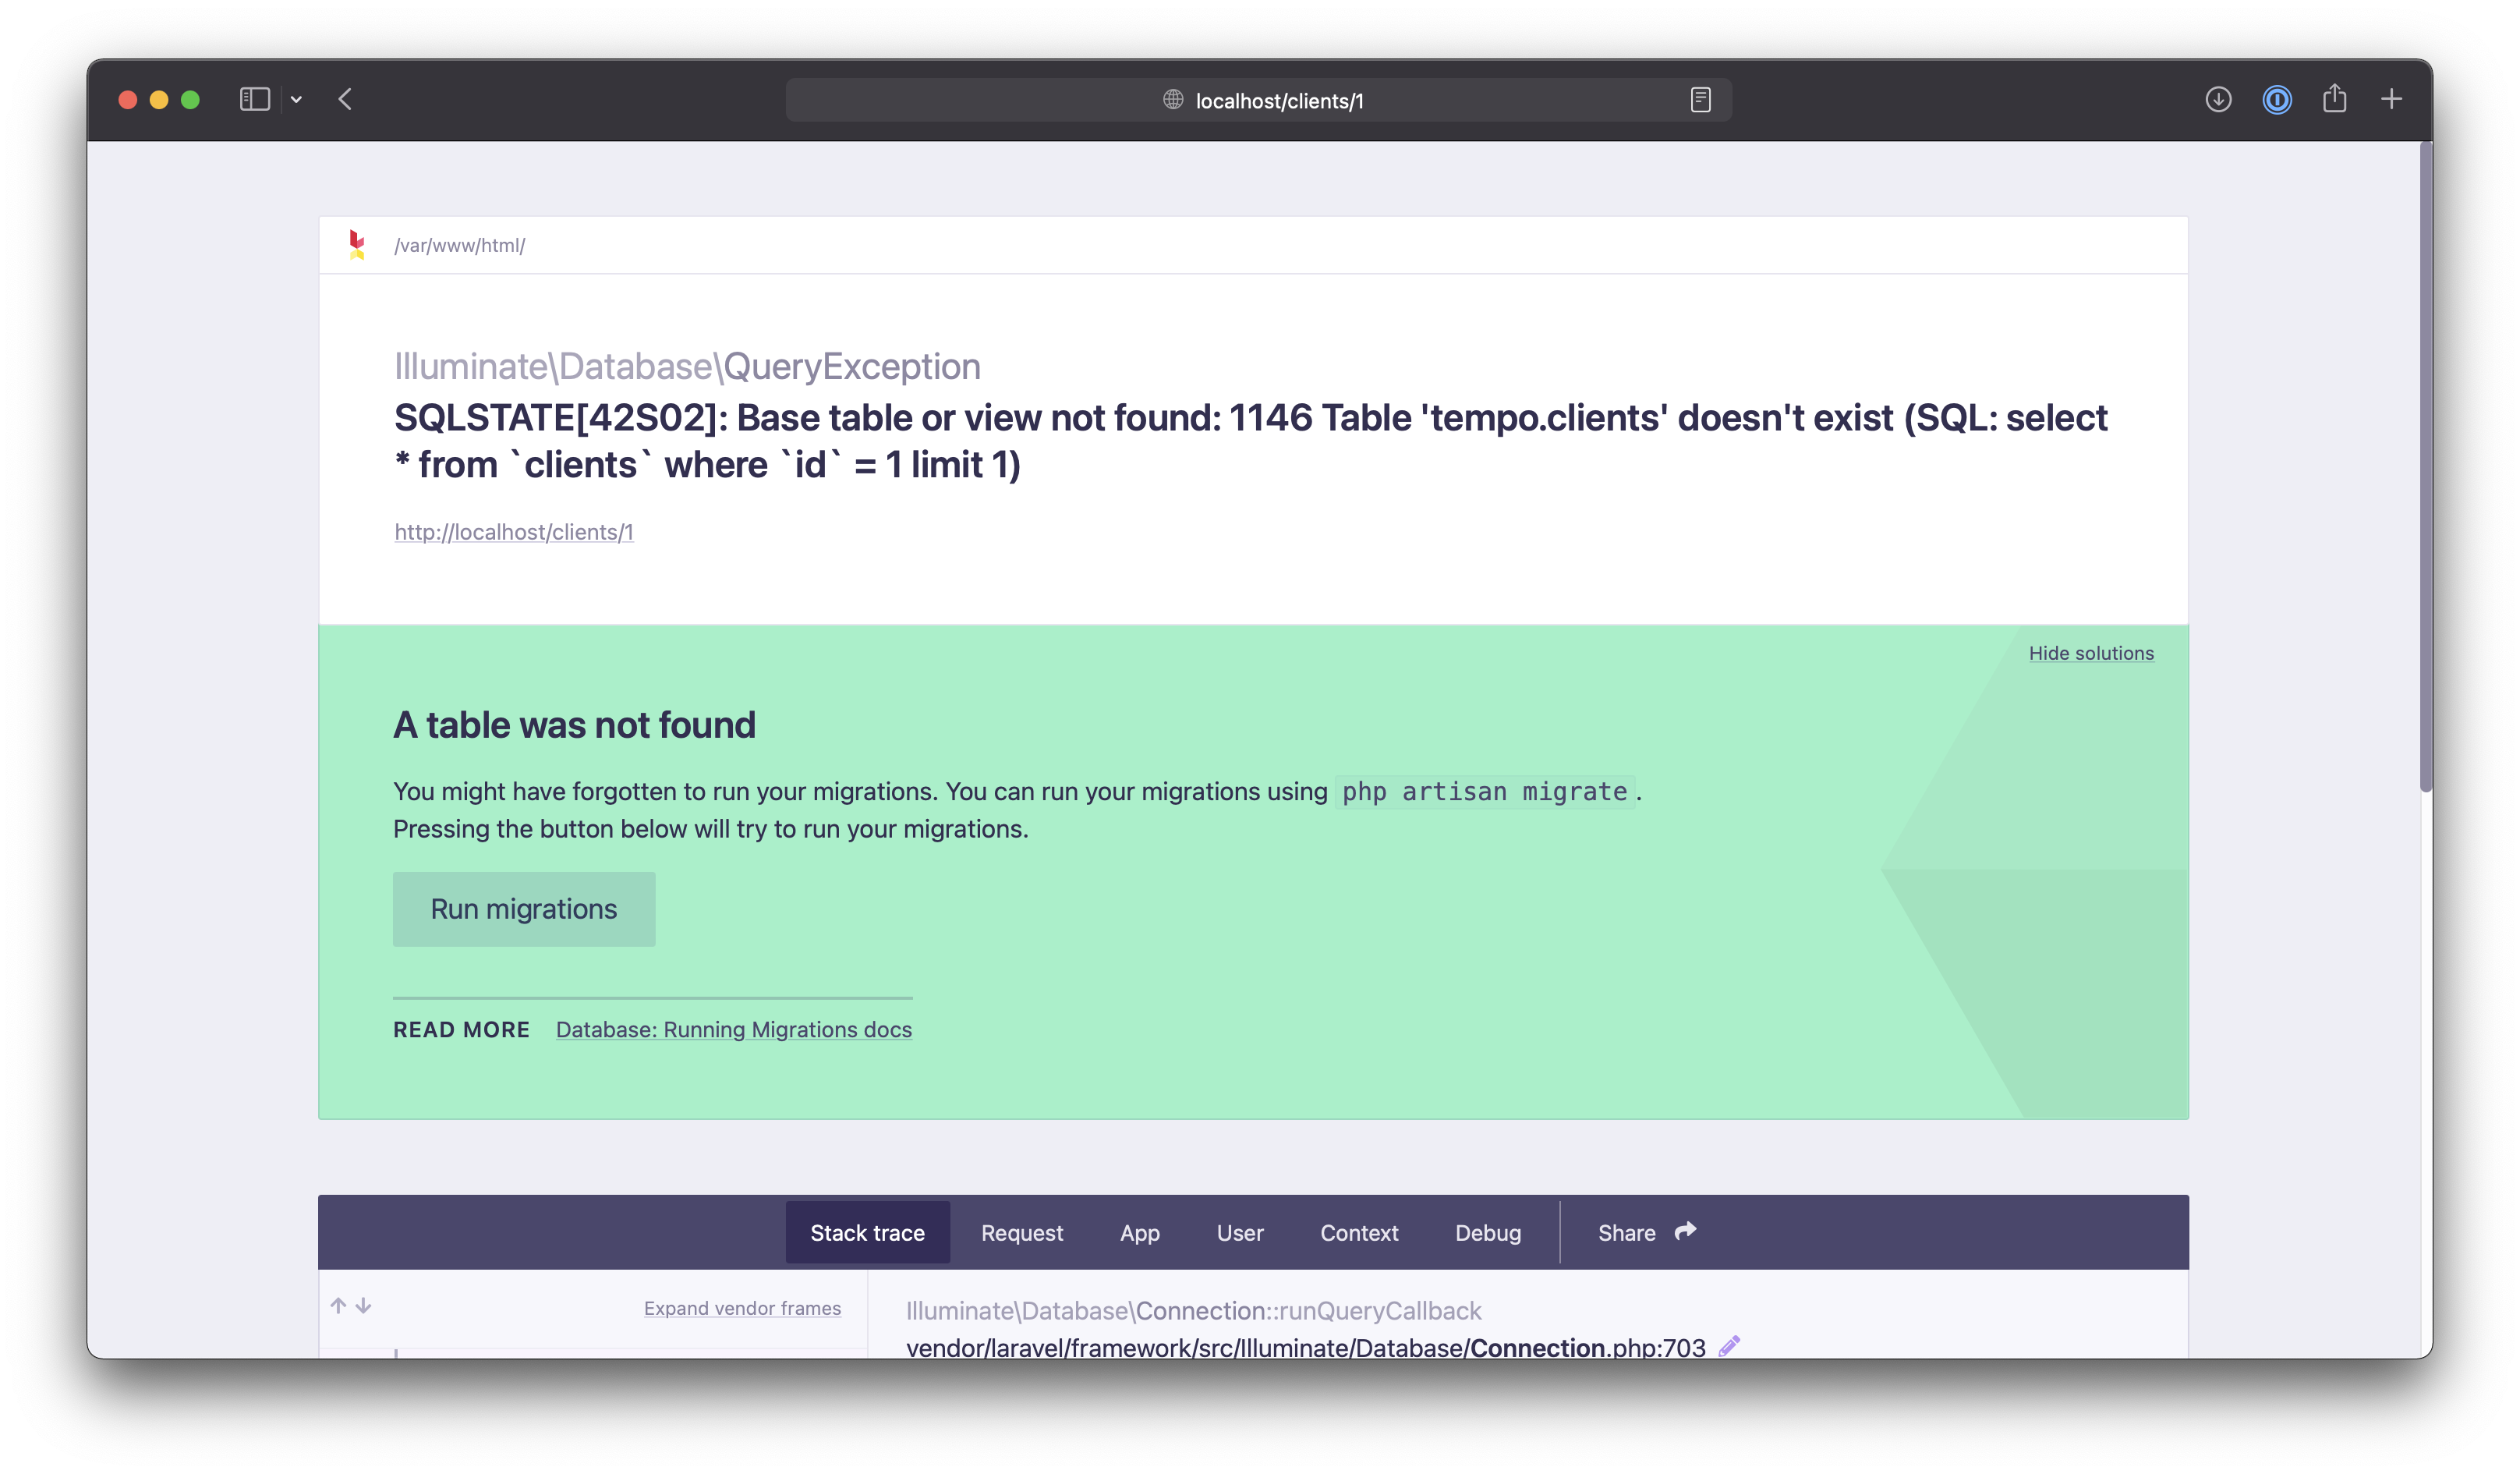 localhost/clients/1
/var/www/html/
Illuminate\Database\QueryException
SQLSTATE[42S02]: Base table or view not found: 1146 Table 'tempo.clients' doesn't exist (SQL: select
* from `clients` where `id` = 1 limit 1)
http://localhost/clients/1
Hide solutions
A table was not found
You might have forgotten to run your migrations. You can run your migrations using php artisan migrate.
Pressing the button below will try to run your migrations.
Run migrations
READ MORE Database: Running Migrations docs
Stack trace Request App User Context Debug Share
Expand vendor frames
Illuminate\Database\Connection::runQueryCallback
vendor/laravel/framework/src/Illuminate/Database/Connection.php:703